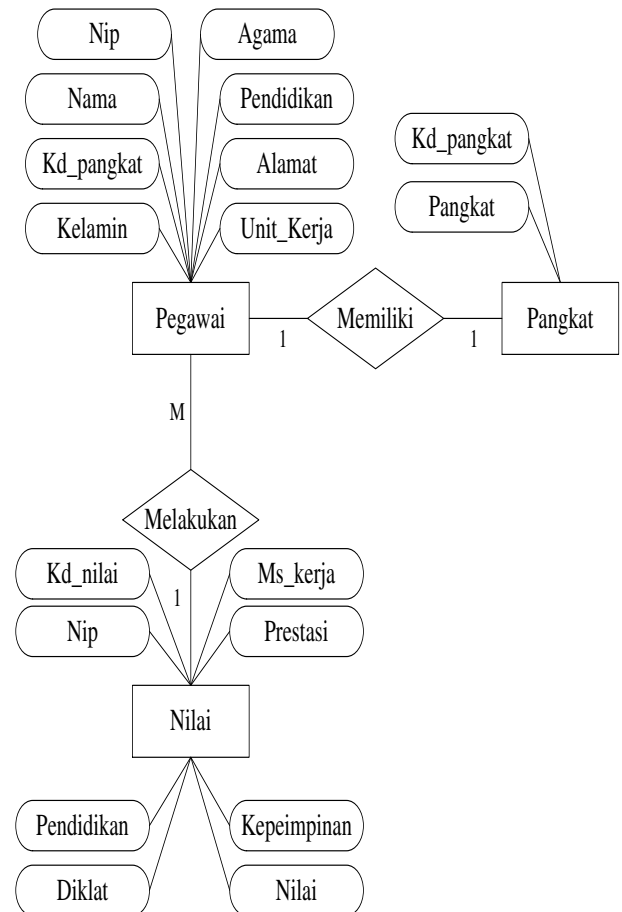 Nip
Agama
Nama
Pendidikan
Kd_pangkat
Kd_pangkat
Alamat
Pangkat
Kelamin
Unit_Kerja
Pegawai
Memiliki
Pangkat
1
1
M
Melakukan
Kd_nilai
Ms_kerja
1
Nip
Prestasi
Nilai
Pendidikan
Kepeimpinan
Diklat
Nilai